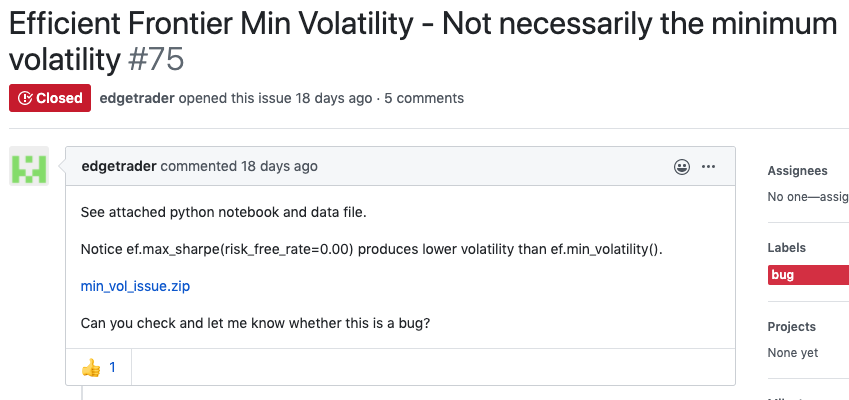 Efficient Frontier Min Volatility - Not necessarily the minimum
volatility #75
Closed edgetrader opened this issue 18 days ago · 5 comments
edgetrader commented 18 days ago
See attached python notebook and data file.
Notice ef.max_sharpe(risk_free_rate=0.00) produces lower volatility than ef.min_volatility().
min_vol_issue.zip
Can you check and let me know whether this is a bug?
👍 1
Assignees
No one—assig
Labels
bug
Projects
None yet